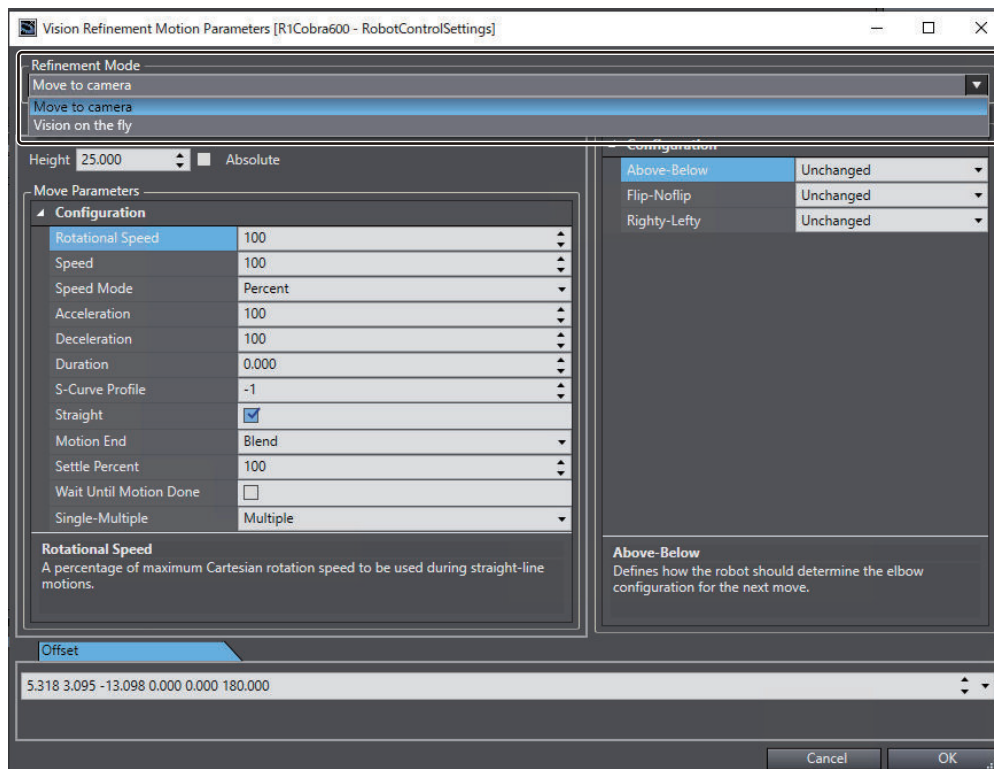 Vision Refinement Motion Parameters [R1Cobra600 - RobotControlSettings]
Refinement Mode
Move to camera
Move to camera
Vision on the fly
Height 25.000 Absolute
Configuration
Above-Below Unchanged
Flip-Noflip Unchanged
Righty-Lefty Unchanged
Move Parameters
Configuration
Rotational Speed 100
Speed 100
Speed Mode Percent
Acceleration 100
Deceleration 100
Duration 0.000
S-Curve Profile -1
Straight
Motion End Blend
Settle Percent 100
Wait Until Motion Done
Single-Multiple Multiple
Rotational Speed
A percentage of maximum Cartesian rotation speed to be used during straight-line
motions.
Above-Below
Defines how the robot should determine the elbow
configuration for the next move.
Offset
5.318 3.095 -13.098 0.000 0.000 180.000
Cancel OK